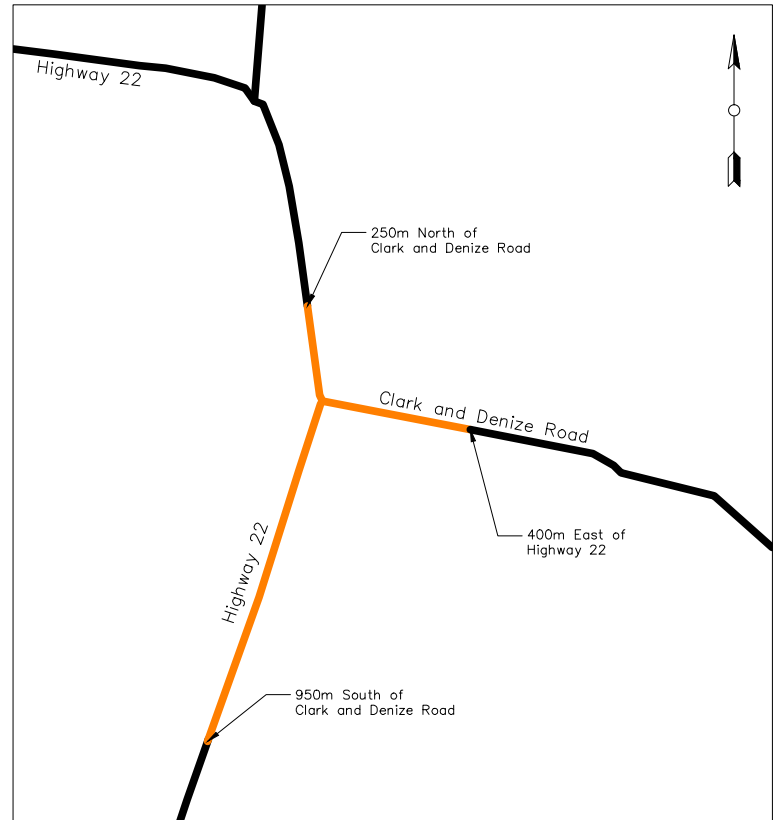 Highway 22
250m North of
Clark and Denize Road
Clark and Denize Road
400m East of
Highway 22
Highway 22
950m South of
Clark and Denize Road